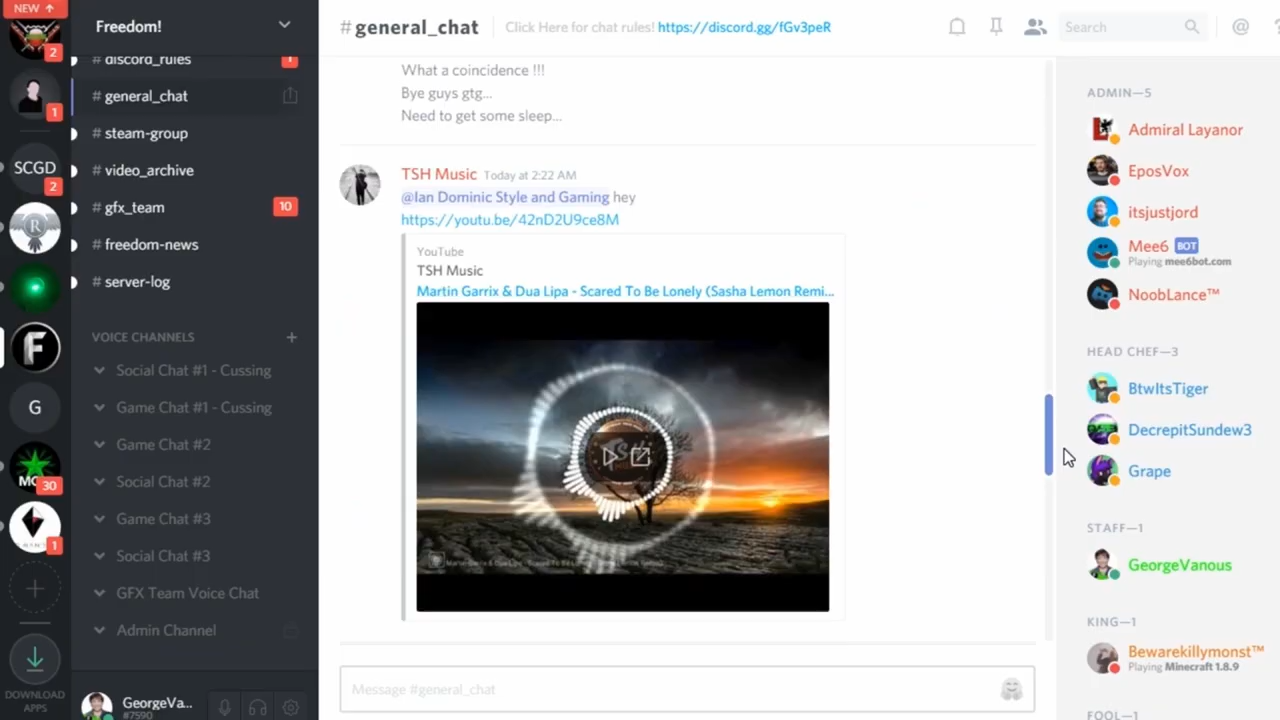 NEW ↑
2
1
SCGD
2
R
F
G
MC
30
1
DOWNLOAD
APPS
Freedom!
# discord_rules
1
# general_chat
# steam-group
# video_archive
# gfx_team
10
# freedom-news
# server-log
VOICE CHANNELS
Social Chat #1 - Cussing
Game Chat #1 - Cussing
Game Chat #2
Social Chat #2
Game Chat #3
Social Chat #3
GFX Team Voice Chat
Admin Channel
GeorgeVa...
#7590
#general_chat
Click Here for chat rules! https://discord.gg/fGv3peR
Search
What a coincidence !!!
Bye guys gtg...
Need to get some sleep...
TSH Music Today at 2:22 AM
@Ian Dominic Style and Gaming hey
https://youtu.be/42nD2U9ce8M
YouTube
TSH Music
Martin Garrix & Dua Lipa - Scared To Be Lonely (Sasha Lemon Remi...
Message #general_chat
ADMIN—5
Admiral Layanor
EposVox
itsjustjord
Mee6 BOT
Playing mee6bot.com
NoobLance™
HEAD CHEF—3
BtwItsTiger
DecrepitSundew3
Grape
STAFF—1
GeorgeVanous
KING—1
Bewarekillymonst™
Playing Minecraft 1.8.9
FOOL—1